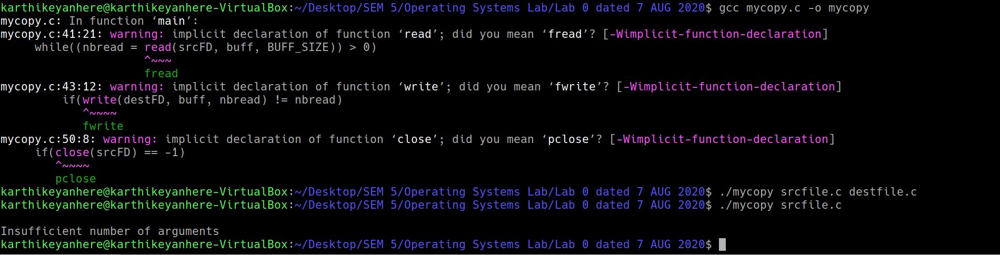 karthikeyanhere@karthikeyanhere-VirtualBox:~/Desktop/SEM 5/Operating Systems Lab/Lab 0 dated 7 AUG 2020$ gcc mycopy.c -o mycopy
mycopy.c: In function ‘main’:
mycopy.c:41:21: warning: implicit declaration of function ‘read’; did you mean ‘fread’? [-Wimplicit-function-declaration]
     while((nbread = read(srcFD, buff, BUFF_SIZE)) > 0)
                     ^~~~
                     fread
mycopy.c:43:12: warning: implicit declaration of function ‘write’; did you mean ‘fwrite’? [-Wimplicit-function-declaration]
         if(write(destFD, buff, nbread) != nbread)
            ^~~~~
            fwrite
mycopy.c:50:8: warning: implicit declaration of function ‘close’; did you mean ‘pclose’? [-Wimplicit-function-declaration]
     if(close(srcFD) == -1)
        ^~~~~
        pclose
karthikeyanhere@karthikeyanhere-VirtualBox:~/Desktop/SEM 5/Operating Systems Lab/Lab 0 dated 7 AUG 2020$ ./mycopy srcfile.c destfile.c
karthikeyanhere@karthikeyanhere-VirtualBox:~/Desktop/SEM 5/Operating Systems Lab/Lab 0 dated 7 AUG 2020$ ./mycopy srcfile.c

Insufficient number of arguments
karthikeyanhere@karthikeyanhere-VirtualBox:~/Desktop/SEM 5/Operating Systems Lab/Lab 0 dated 7 AUG 2020$